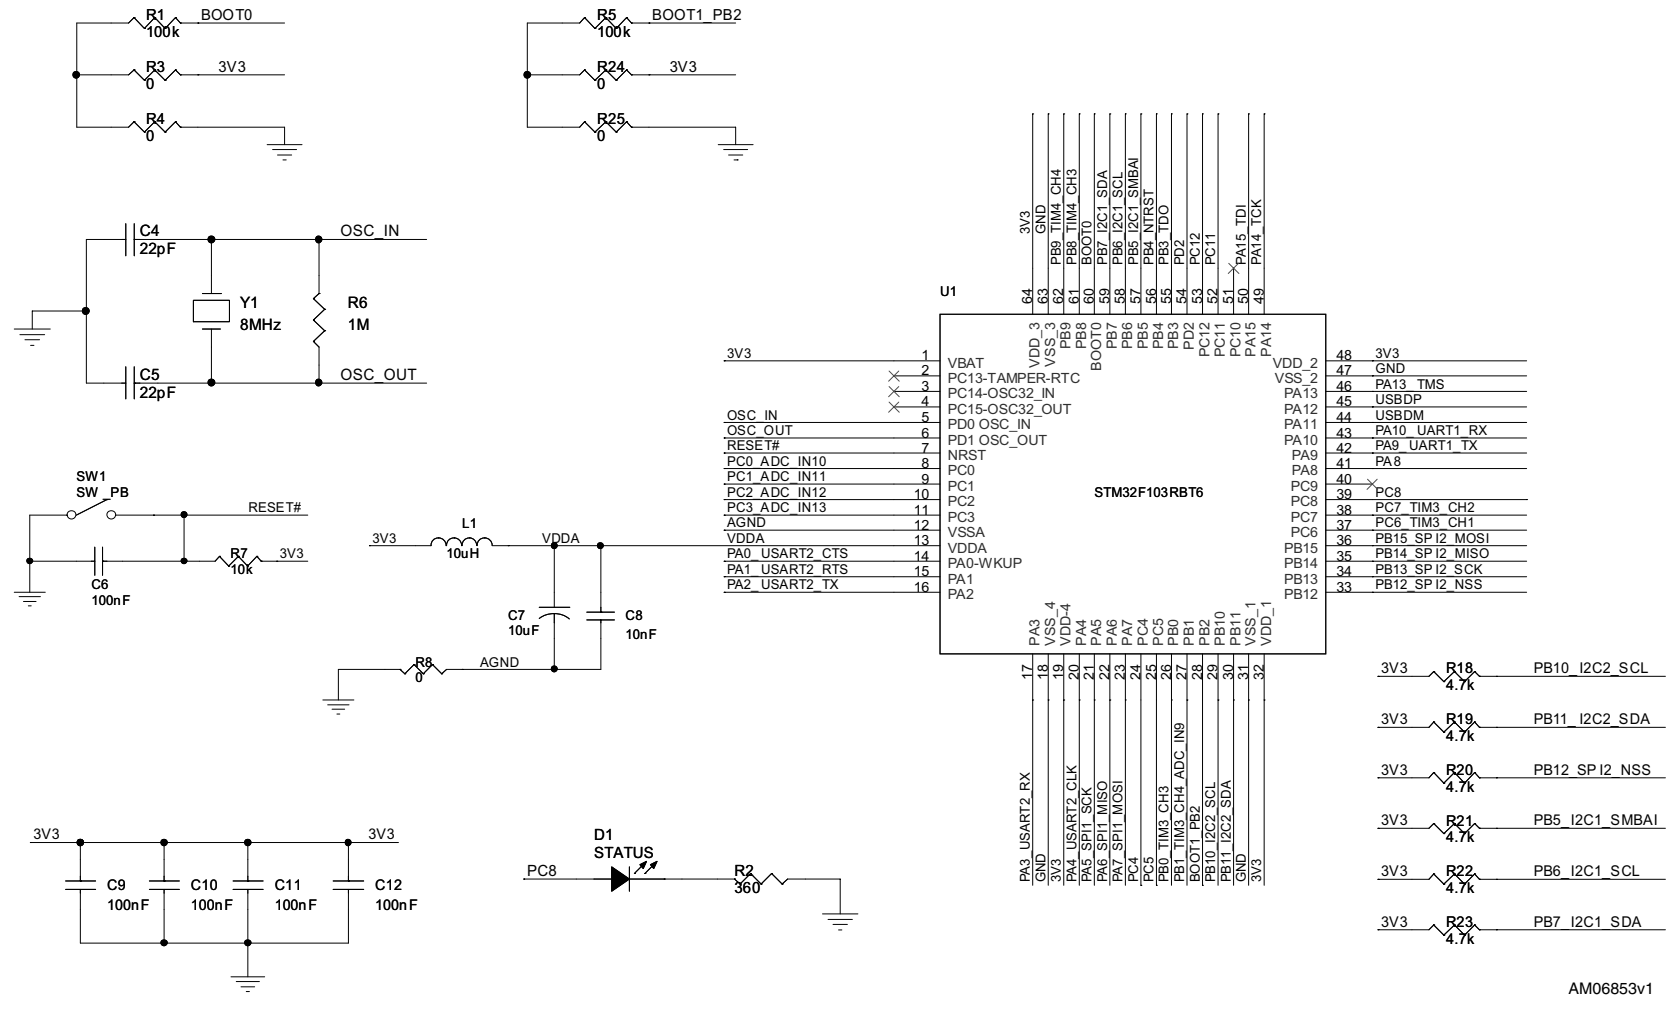 R1 BOOT0
100k
R3 3V3
0
R4
0
R5 BOOT1_PB2
100k
R24 3V3
0
R25
0
C4 OSC_IN
22pF
Y1
8MHz
R6
1M
C5 OSC_OUT
22pF
SW1
SW_PB
RESET#
R7 3V3
10k
C6
100nF
3V3 L1 VDDA
10uH
C7
10uF
C8
10nF
R8 AGND
0
3V3 3V3
C9
100nF
C10
100nF
C11
100nF
C12
100nF
D1
STATUS
PC8
R2
360
U1
STM32F103RBT6
3V3 1 VBAT
2 PC13-TAMPER-RTC
3 PC14-OSC32_IN
4 PC15-OSC32_OUT
OSC_IN 5 PD0 OSC_IN
OSC_OUT 6 PD1 OSC_OUT
RESET# 7 NRST
PC0_ADC_IN10 8 PC0
PC1_ADC_IN11 9 PC1
PC2_ADC_IN12 10 PC2
PC3_ADC_IN13 11 PC3
AGND 12 VSSA
VDDA 13 VDDA
PA0_USART2_CTS 14 PA0-WKUP
PA1_USART2_RTS 15 PA1
PA2_USART2_TX 16 PA2
3V3 64 VDD_3
GND 63 VSS_3
PB9_TIM4_CH4 62 PB9
PB8_TIM4_CH3 61 PB8
BOOT0 60 BOOT0
PB7_I2C1_SDA 59 PB7
PB6_I2C1_SCL 58 PB6
PB5_I2C1_SMBAI 57 PB5
PB4_NTRST 56 PB4
PB3_TDO 55 PB3
PD2 54 PD2
PC12 53 PC12
PC11 52 PC11
51 PC10
PA15_TDI 50 PA15
PA14_TCK 49 PA14
VDD_2 48 3V3
VSS_2 47 GND
PA13 46 PA13_TMS
PA12 45 USBDP
PA11 44 USBDM
PA10 43 PA10_UART1_RX
PA9 42 PA9_UART1_TX
PA8 41 PA8
PC9 40
PC8 39 PC8
PC7 38 PC7_TIM3_CH2
PC6 37 PC6_TIM3_CH1
PB15 36 PB15_SPI2_MOSI
PB14 35 PB14_SPI2_MISO
PB13 34 PB13_SPI2_SCK
PB12 33 PB12_SPI2_NSS
PA3 17 PA3_USART2_RX
VSS_4 18 GND
VDD-4 19 3V3
PA4 20 PA4_USART2_CLK
PA5 21 PA5_SPI1_SCK
PA6 22 PA6_SPI1_MISO
PA7 23 PA7_SPI1_MOSI
PC4 24 PC4
PC5 25 PC5
PB0 26 PB0_TIM3_CH3
PB1 27 PB1_TIM3_CH4_ADC_IN9
PB2 28 BOOT1_PB2
PB10 29 PB10_I2C2_SCL
PB11 30 PB11_I2C2_SDA
VSS_1 31 GND
VDD_1 32 3V3
3V3 R18 PB10_I2C2_SCL
4.7k
3V3 R19 PB11_I2C2_SDA
4.7k
3V3 R20 PB12_SPI2_NSS
4.7k
3V3 R21 PB5_I2C1_SMBAI
4.7k
3V3 R22 PB6_I2C1_SCL
4.7k
3V3 R23 PB7_I2C1_SDA
4.7k
AM06853v1